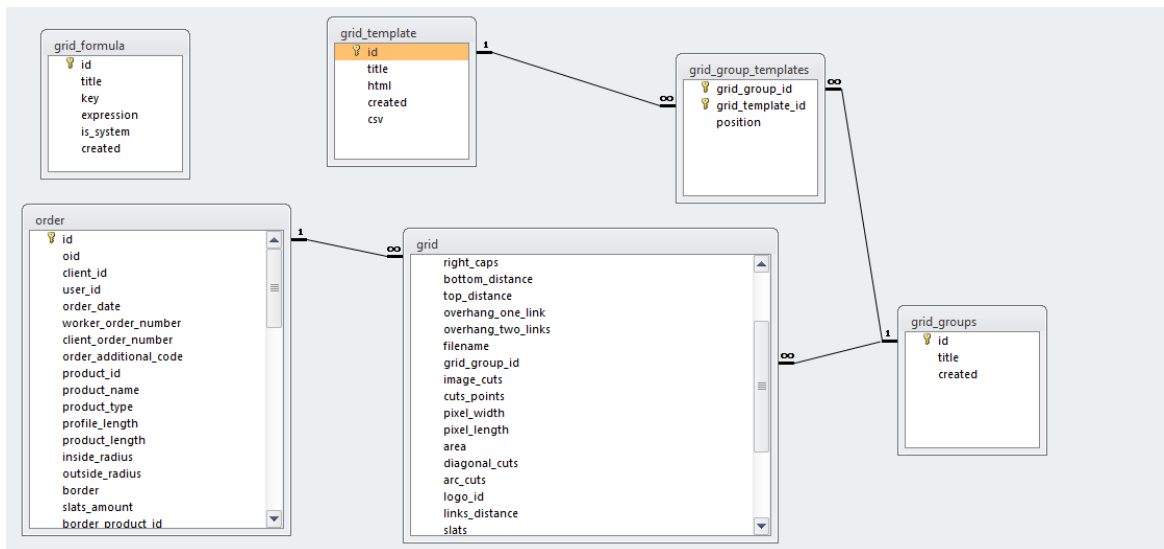 grid_formula
id
title
key
expression
is_system
created
grid_template
id
title
html
created
csv
1
∞
grid_group_templates
grid_group_id
grid_template_id
position
∞
order
id
oid
client_id
user_id
order_date
worker_order_number
client_order_number
order_additional_code
product_id
product_name
product_type
profile_length
product_length
inside_radius
outside_radius
border
slats_amount
border_product_id
1
∞
grid
right_caps
bottom_distance
top_distance
overhang_one_link
overhang_two_links
filename
grid_group_id
image_cuts
cuts_points
pixel_width
pixel_length
area
diagonal_cuts
arc_cuts
logo_id
links_distance
slats
∞
1
grid_groups
id
title
created